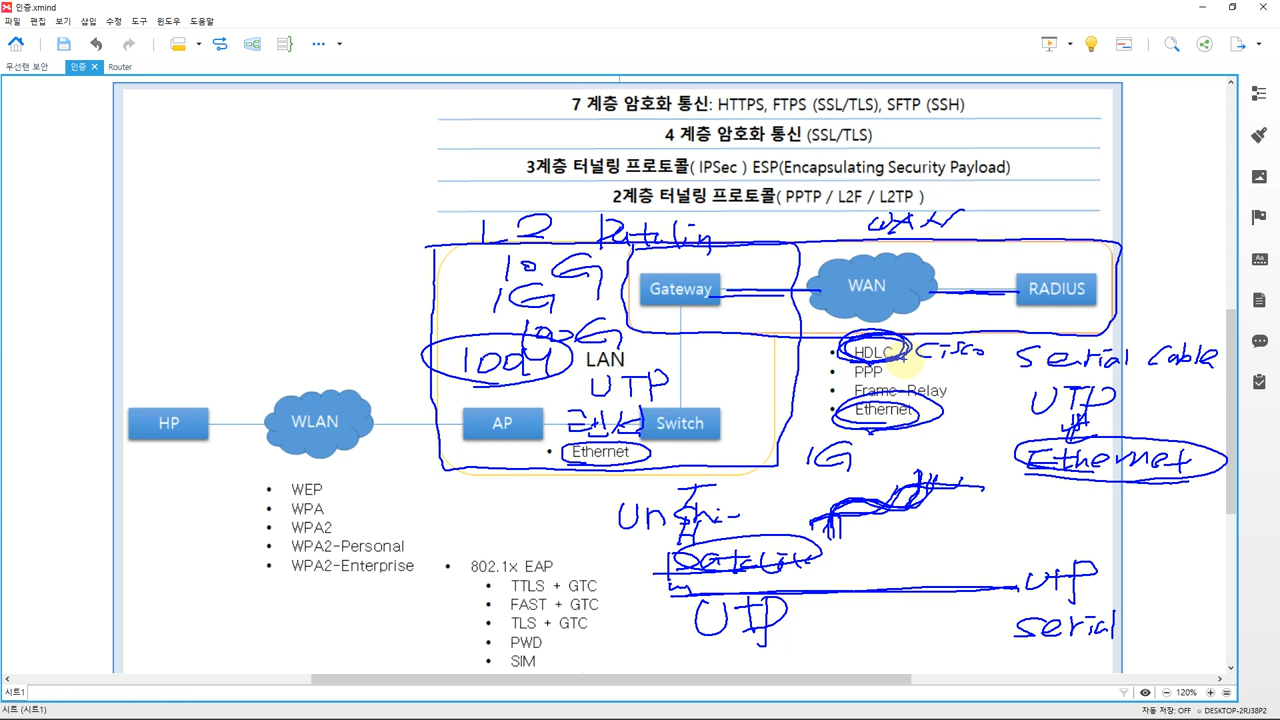 인증.xmind
파일 편집 보기 삽입 수정 도구 윈도우 도움말
무선랜 보안 인증 Router
7 계층 암호화 통신: HTTPS, FTPS (SSL/TLS), SFTP (SSH)
4 계층 암호화 통신 (SSL/TLS)
3계층 터널링 프로토콜( IPSec ) ESP(Encapsulating Security Payload)
2계층 터널링 프로토콜( PPTP / L2F / L2TP )
L2 WAN
10G
1G
100G
100M
Gateway WAN RADIUS
LAN
UTP
HDLC Cisco Serial Cable
PPP
Frame-Relay
Ethernet UTP
HP WLAN AP Switch
Ethernet 1G Ethernet
WEP
WPA
WPA2
WPA2-Personal
WPA2-Enterprise
802.1x EAP
TTLS + GTC
FAST + GTC
TLS + GTC
PWD
SIM
UTP
UTP
serial
시트1 120%
시트 (시트1) 자동 저장: OFF DESKTOP-2RJ38P2